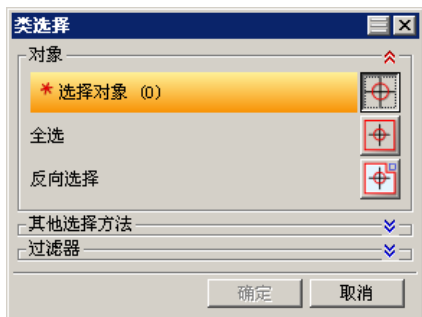 类选择
对象
* 选择对象 (0)
全选
反向选择
其他选择方法
过滤器
确定 取消